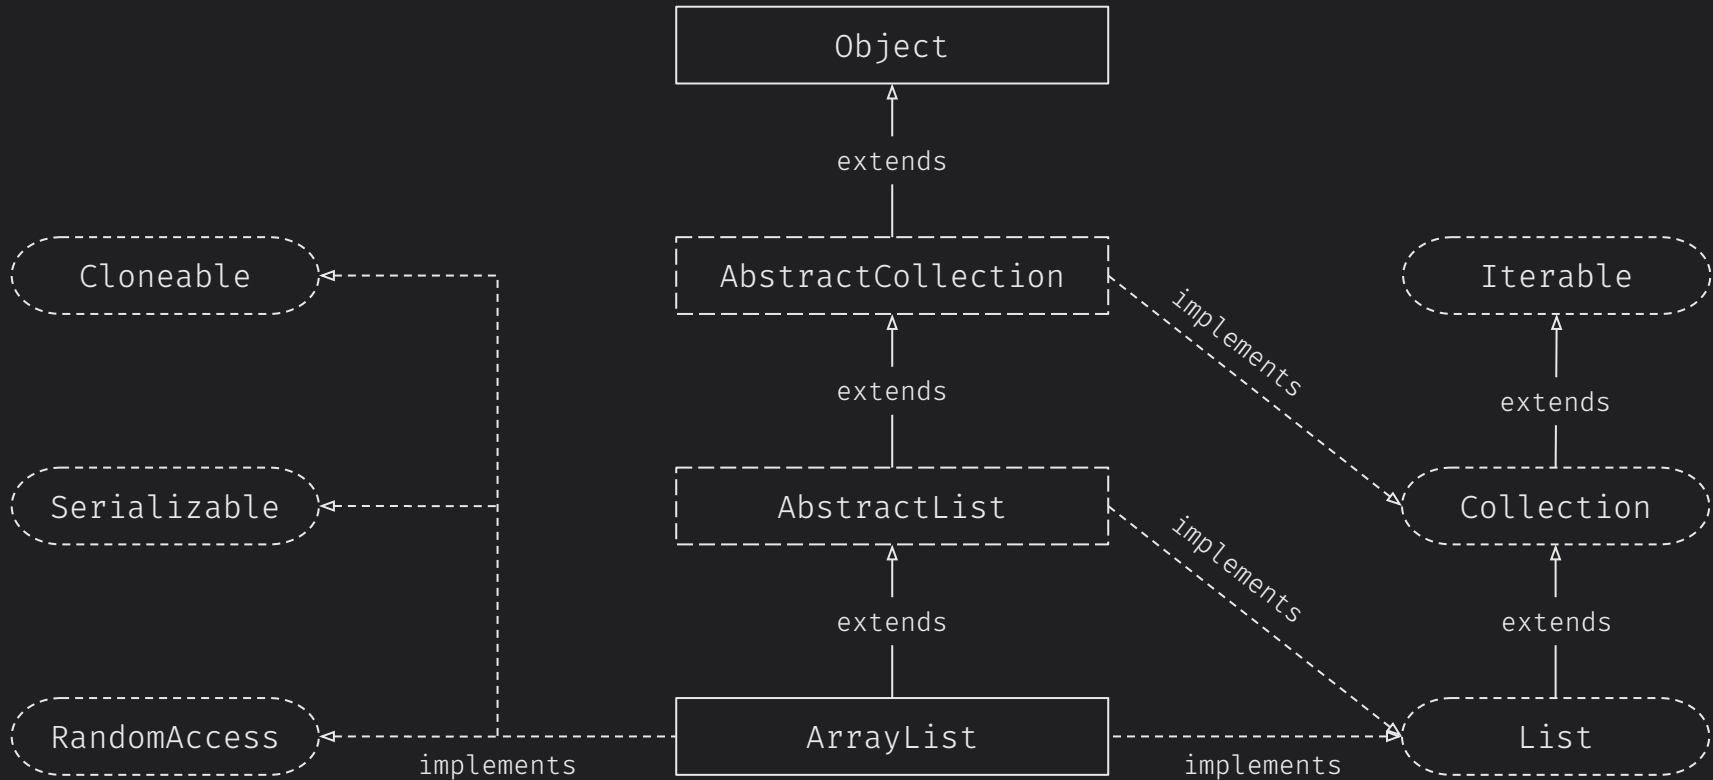 Object
extends
Cloneable
AbstractCollection
Iterable
implements
extends
extends
Serializable
AbstractList
Collection
implements
extends
extends
RandomAccess
ArrayList
List
implements
implements